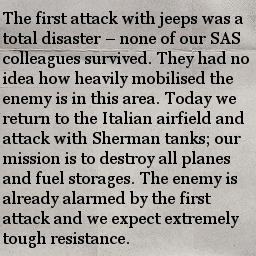 The first attack with jeeps was a
total disaster – none of our SAS
colleagues survived. They had no
idea how heavily mobilised the
enemy is in this area. Today we
return to the Italian airfield and
attack with Sherman tanks; our
mission is to destroy all planes
and fuel storages. The enemy is
already alarmed by the first
attack and we expect extremely
tough resistance.